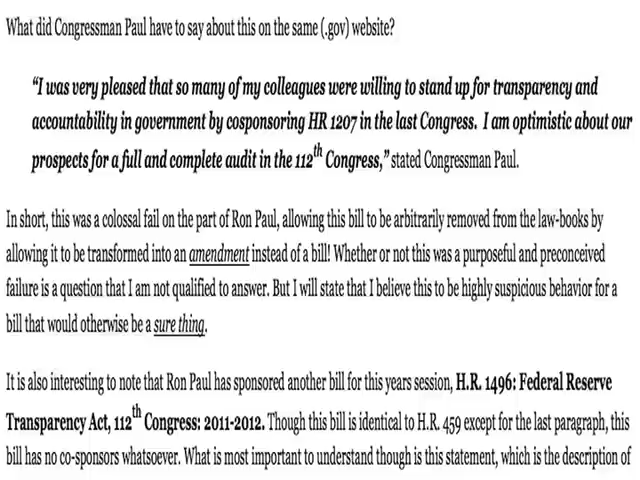 What did Congressman Paul have to say about this on the same (.gov) website?
“I was very pleased that so many of my colleagues were willing to stand up for transparency and
accountability in government by cosponsoring HR 1207 in the last Congress.  I am optimistic about our
prospects for a full and complete audit in the 112th Congress,” stated Congressman Paul.
In short, this was a colossal fail on the part of Ron Paul, allowing this bill to be arbitrarily removed from the law-books by
allowing it to be transformed into an amendment instead of a bill! Whether or not this was a purposeful and preconceived
failure is a question that I am not qualified to answer. But I will state that I believe this to be highly suspicious behavior for a
bill that would otherwise be a sure thing.
It is also interesting to note that Ron Paul has sponsored another bill for this years session, H.R. 1496: Federal Reserve
Transparency Act, 112th Congress: 2011-2012. Though this bill is identical to H.R. 459 except for the last paragraph, this
bill has no co-sponsors whatsoever. What is most important to understand though is this statement, which is the description of